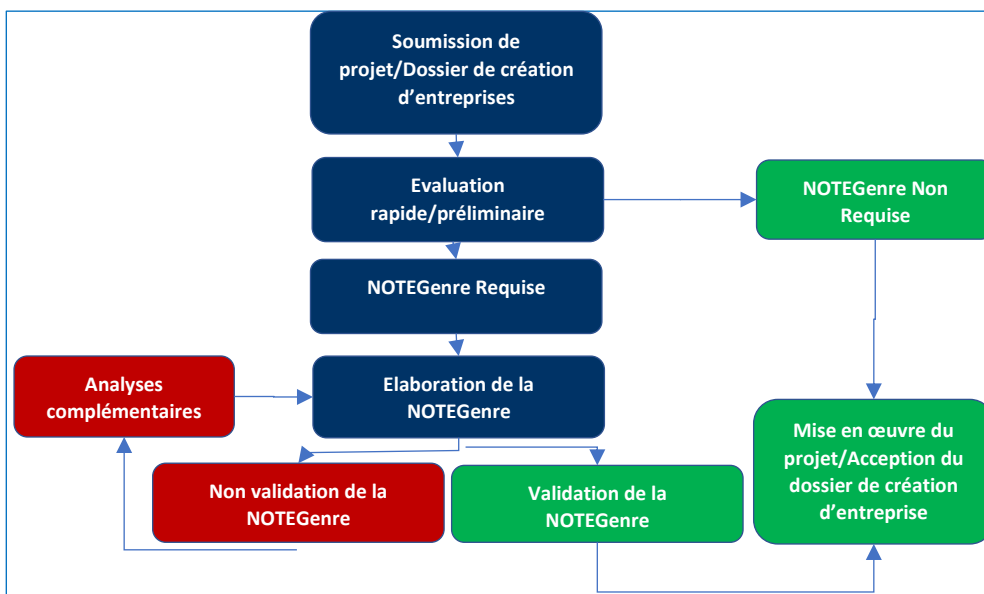 Soumission de
projet/Dossier de création
d'entreprises
Evaluation
rapide/préliminaire
NOTEGenre Non
Requise
NOTEGenre Requise
Analyses
complémentaires
Elaboration de la
NOTEGenre
Mise en œuvre du
projet/Acception du
dossier de création
d'entreprise
Non validation de la
NOTEGenre
Validation de la
NOTEGenre